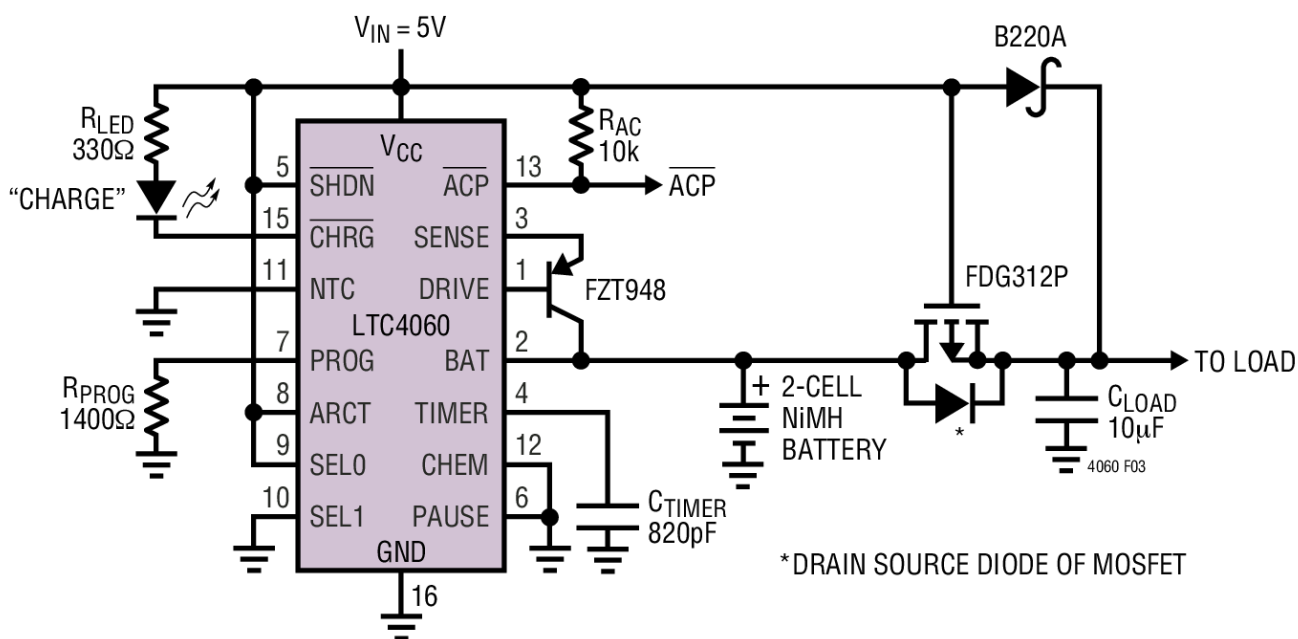 V_IN = 5V
B220A
R_LED
330Ω
R_AC
10k
V_CC
5
SHDN
13
ACP
ACP
"CHARGE"
15
CHRG
3
SENSE
11
NTC
1
DRIVE
FZT948
FDG312P
LTC4060
7
PROG
2
BAT
TO LOAD
R_PROG
1400Ω
8
ARCT
4
TIMER
+ 2-CELL
NiMH
BATTERY
*
C_LOAD
10µF
4060 F03
9
SEL0
12
CHEM
10
SEL1
6
PAUSE
C_TIMER
820pF
GND
16
*DRAIN SOURCE DIODE OF MOSFET